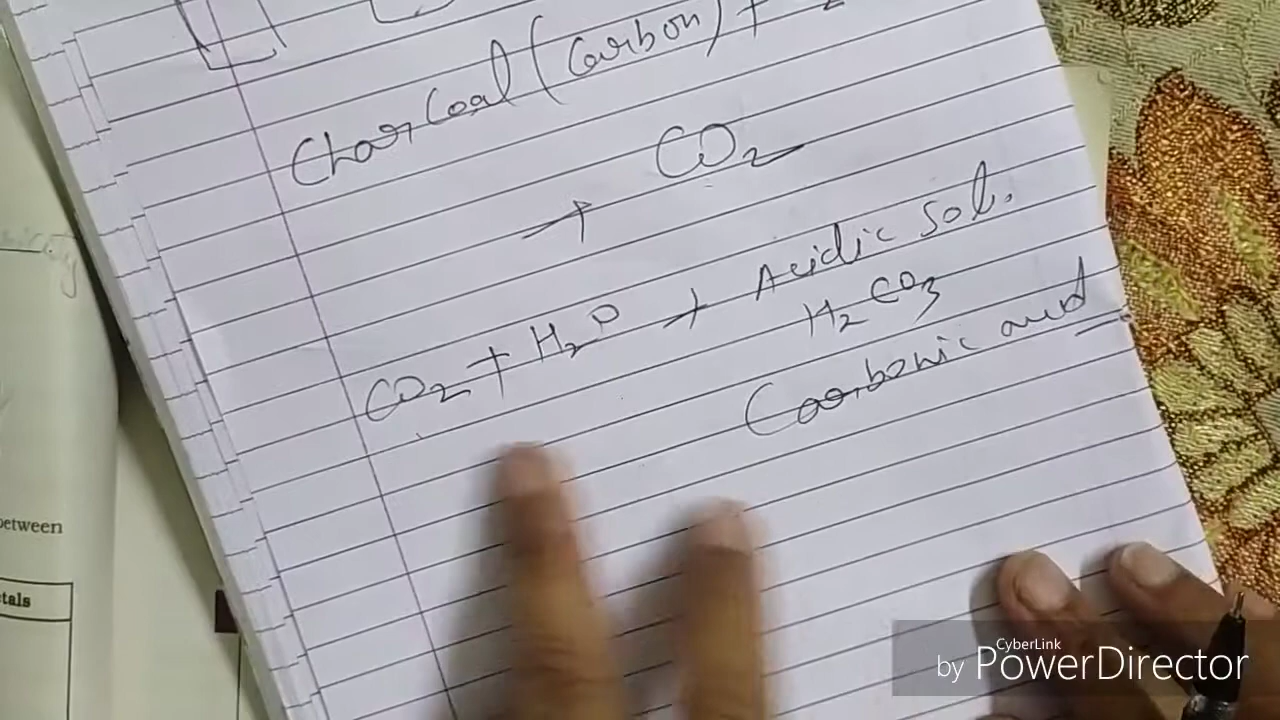 Charcoal (Carbon) +
→ CO2
CO2 + H2O → Acidic Sol.
H2CO3
Carbonic acid
between
tals
CyberLink
by PowerDirector